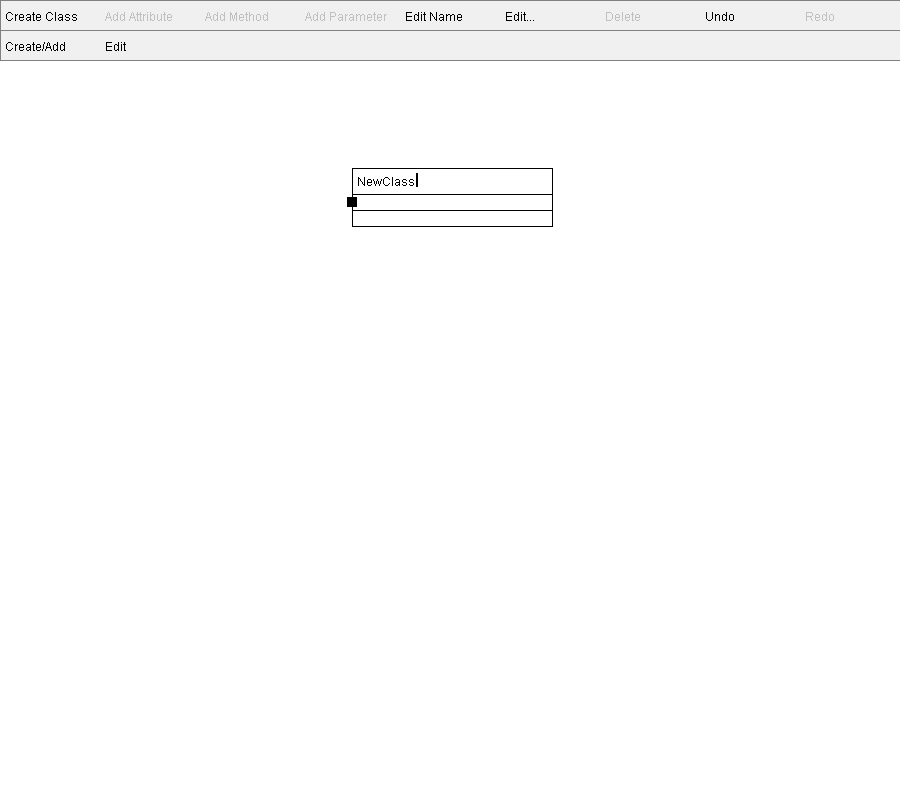 Create Class Add Attribute Add Method Add Parameter Edit Name Edit... Delete Undo Redo
Create/Add Edit
NewClass